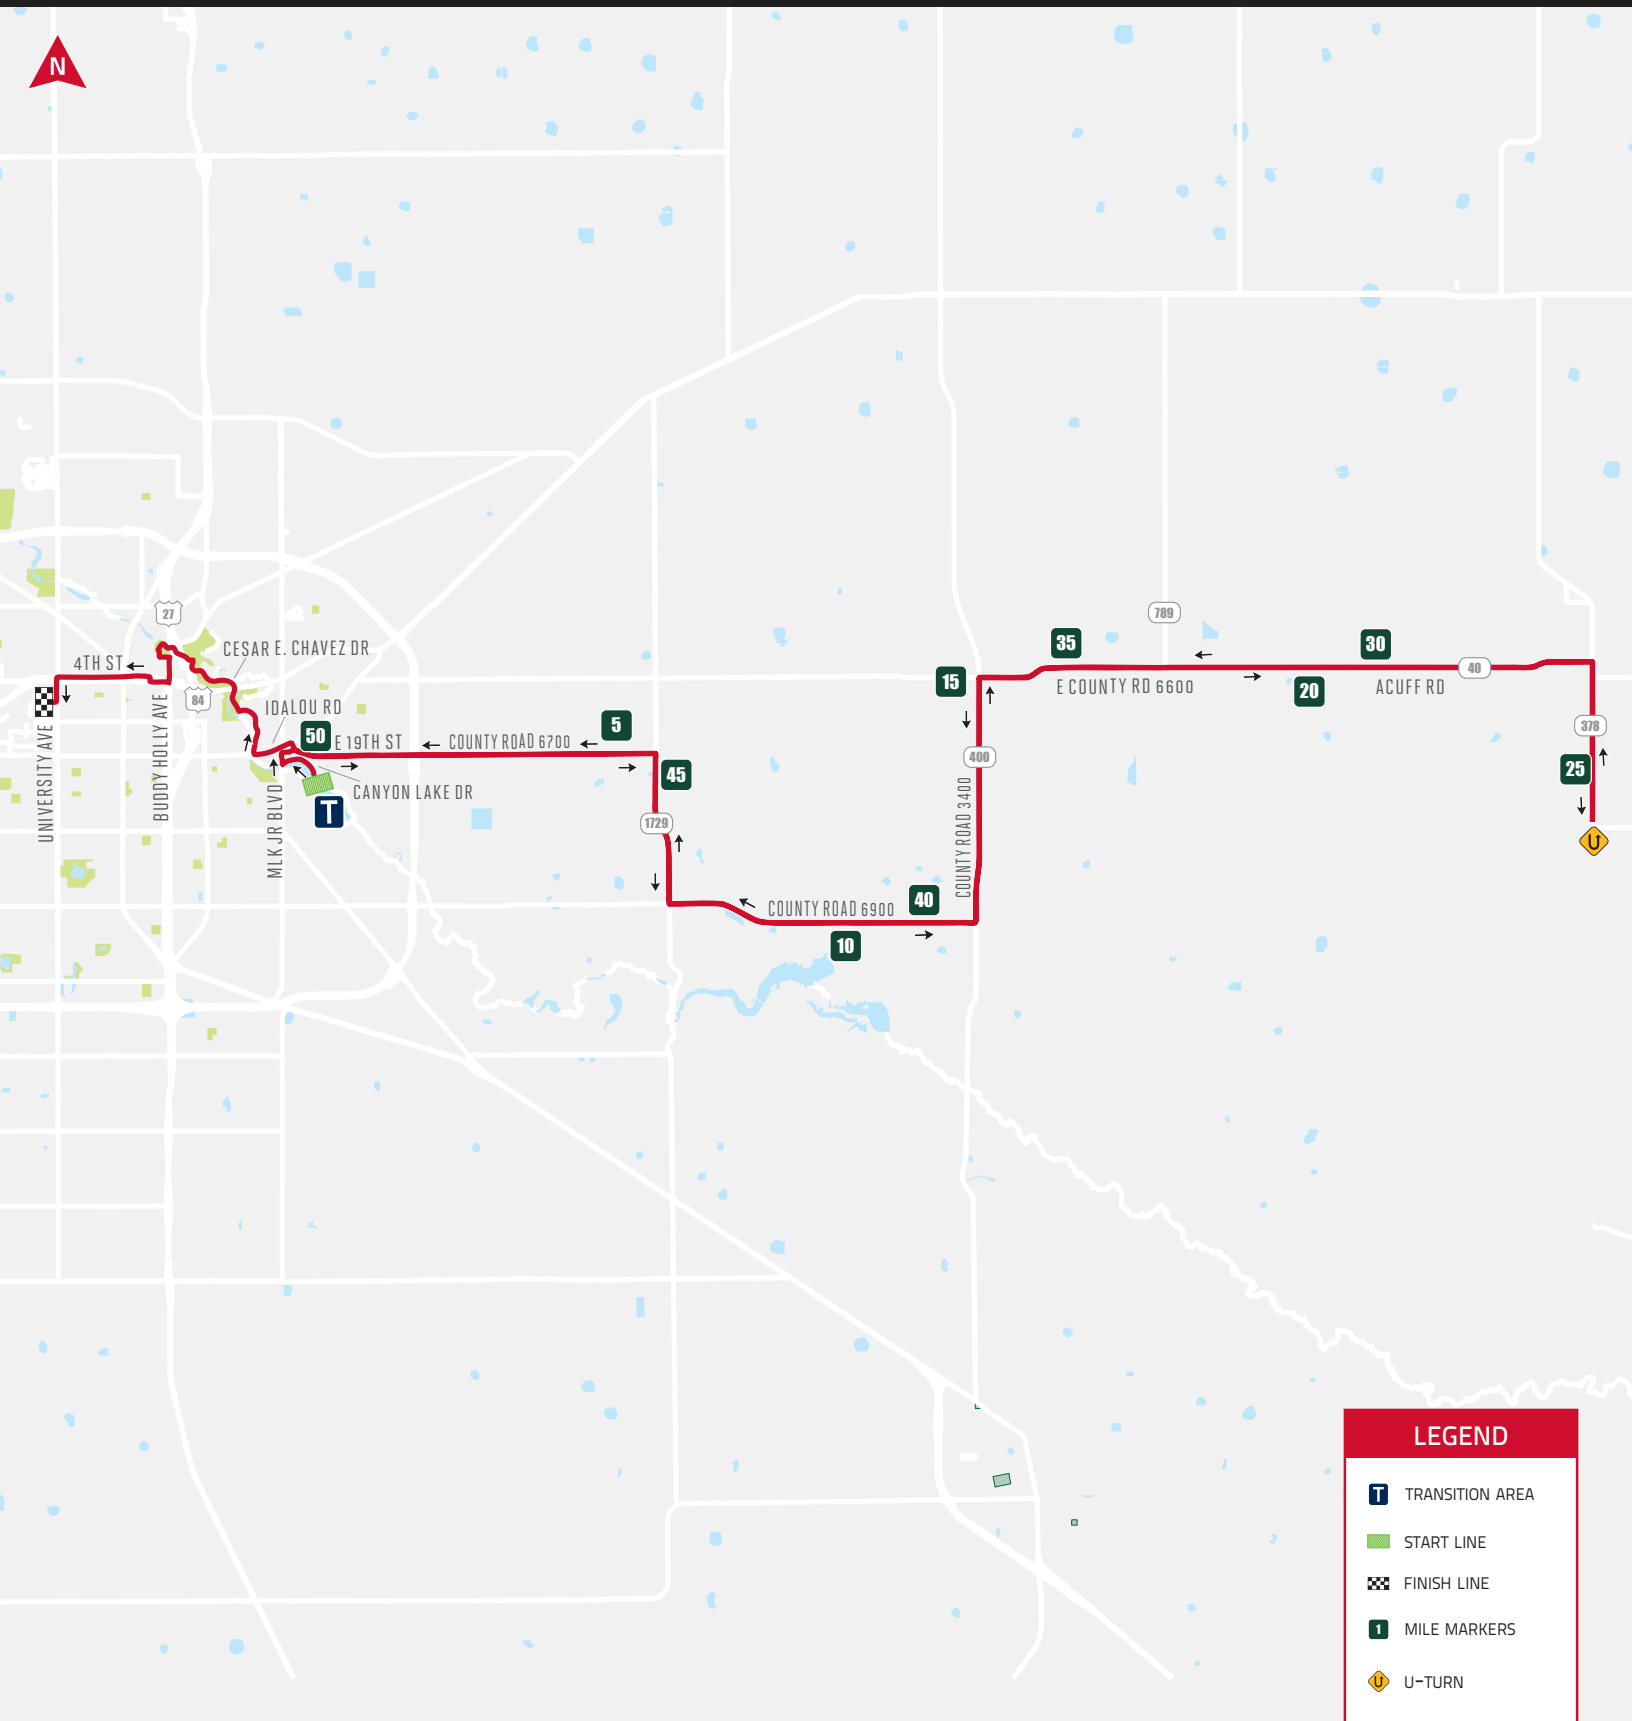 N
789
27
35
30
CESAR E. CHAVEZ DR
4TH ST
40
15
E COUNTY RD 6600
20
ACUFF RD
84
IDALOU RD
378
5
50
E 19TH ST
COUNTY ROAD 6700
400
25
45
UNIVERSITY AVE
BUDDY HOLLY AVE
MLK JR BLVD
CANYON LAKE DR
T
1729
COUNTY ROAD 3400
40
COUNTY ROAD 6900
10
LEGEND
T TRANSITION AREA
START LINE
FINISH LINE
1 MILE MARKERS
U-TURN